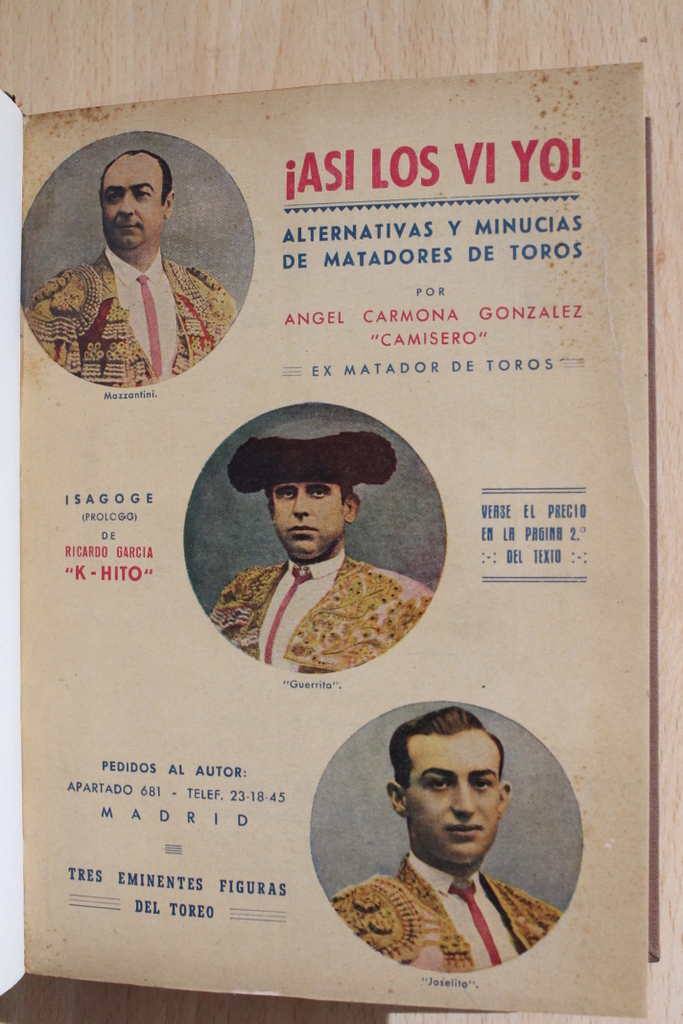 ¡ASI LOS VI YO!
ALTERNATIVAS Y MINUCIAS
DE MATADORES DE TOROS
POR
ANGEL CARMONA GONZALEZ
"CAMISERO"
EX MATADOR DE TOROS
Mazzantini.
ISAGOGE
(PROLOGG)
DE
RICARDO GARCIA
"K-HITO"
VERSE EL PRECIO
EN LA PAGINA 2.º
:-: DEL TEXTO :-:
"Guerrita".
PEDIDOS AL AUTOR:
APARTADO 681 - TELEF. 23-18-45
MADRID
TRES EMINENTES FIGURAS
DEL TOREO
"Joselito".